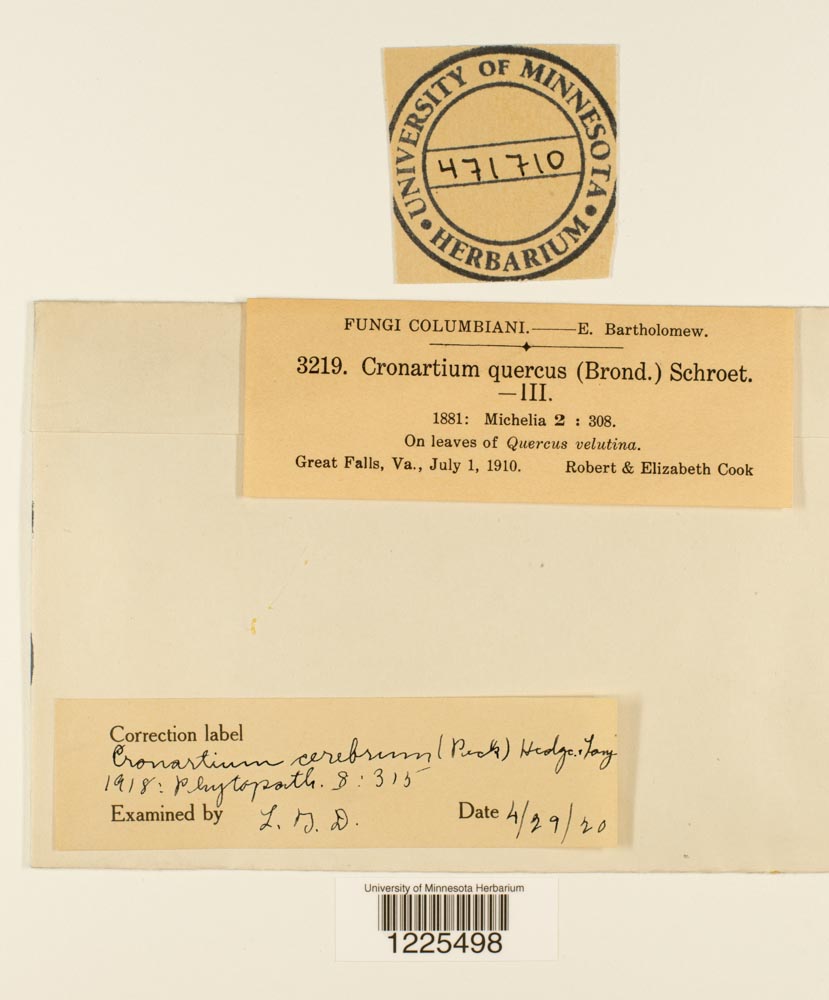 UNIVERSITY OF MINNESOTA
471710
• HERBARIUM •
FUNGI COLUMBIANI.——E. Bartholomew.
3219. Cronartium quercus (Brond.) Schroet.
—III.
1881: Michelia 2 : 308.
On leaves of Quercus velutina.
Great Falls, Va., July 1, 1910. Robert & Elizabeth Cook
Correction label
Cronartium cerebrum (Peck) Hedgc. & Long
1918: Phytopath. 8: 315
Examined by L. G. D. Date 4/29/20
University of Minnesota Herbarium
1225498